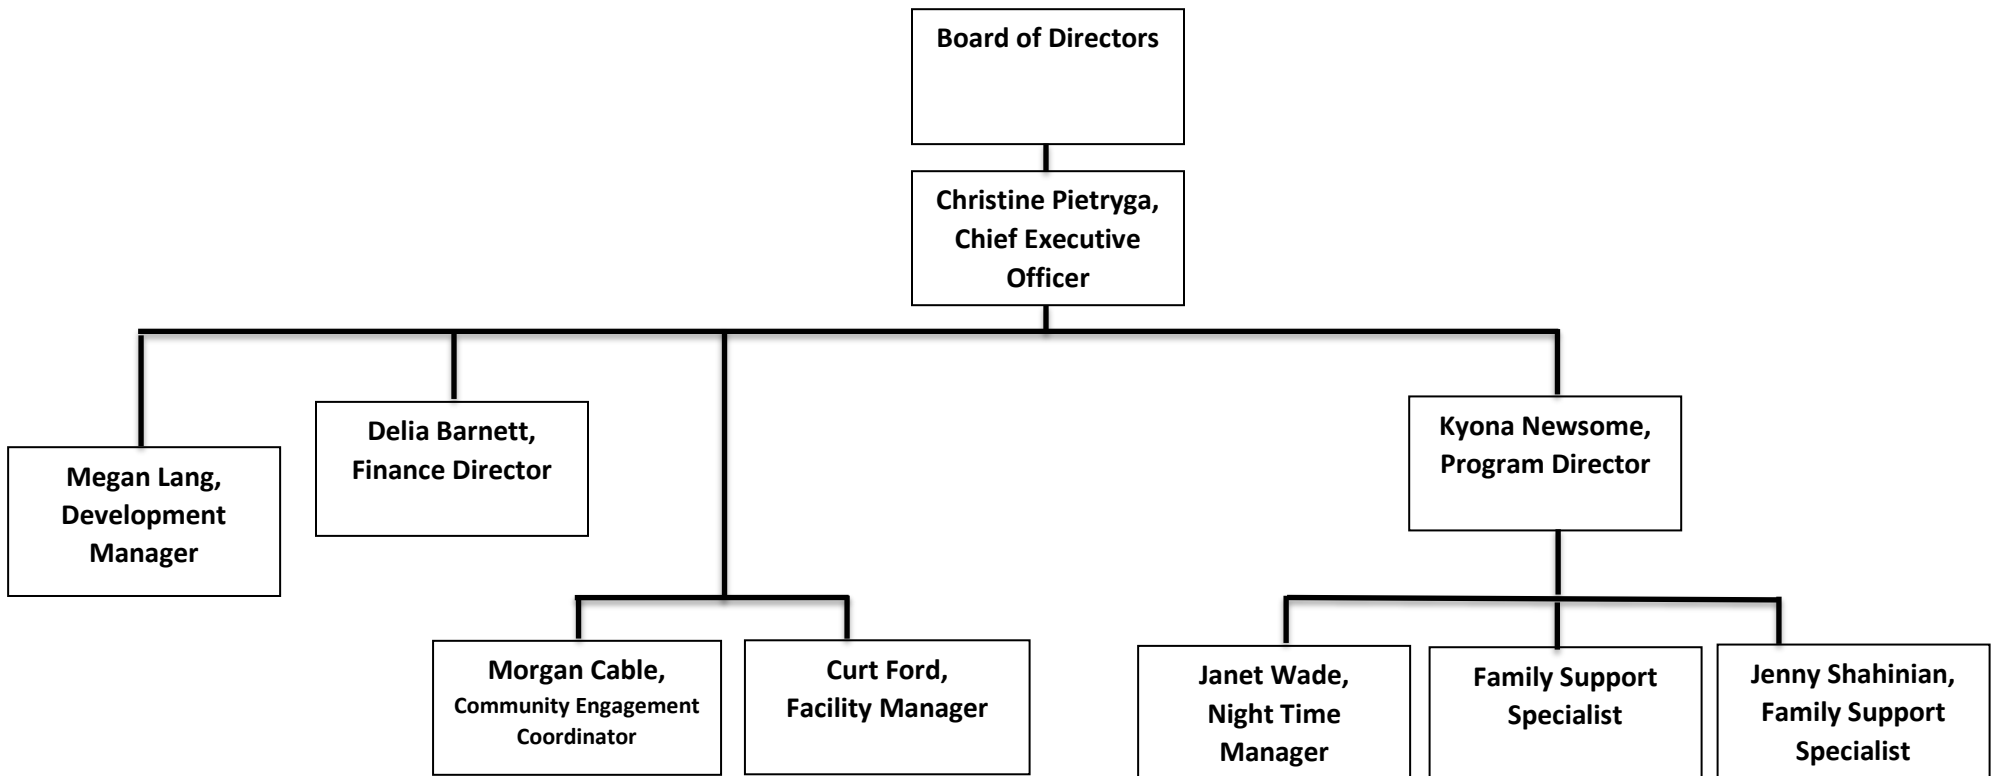 Board of Directors
Christine Pietryga,
Chief Executive
Officer
Megan Lang,
Development
Manager
Delia Barnett,
Finance Director
Kyona Newsome,
Program Director
Morgan Cable,
Community Engagement
Coordinator
Curt Ford,
Facility Manager
Janet Wade,
Night Time
Manager
Family Support
Specialist
Jenny Shahinian,
Family Support
Specialist